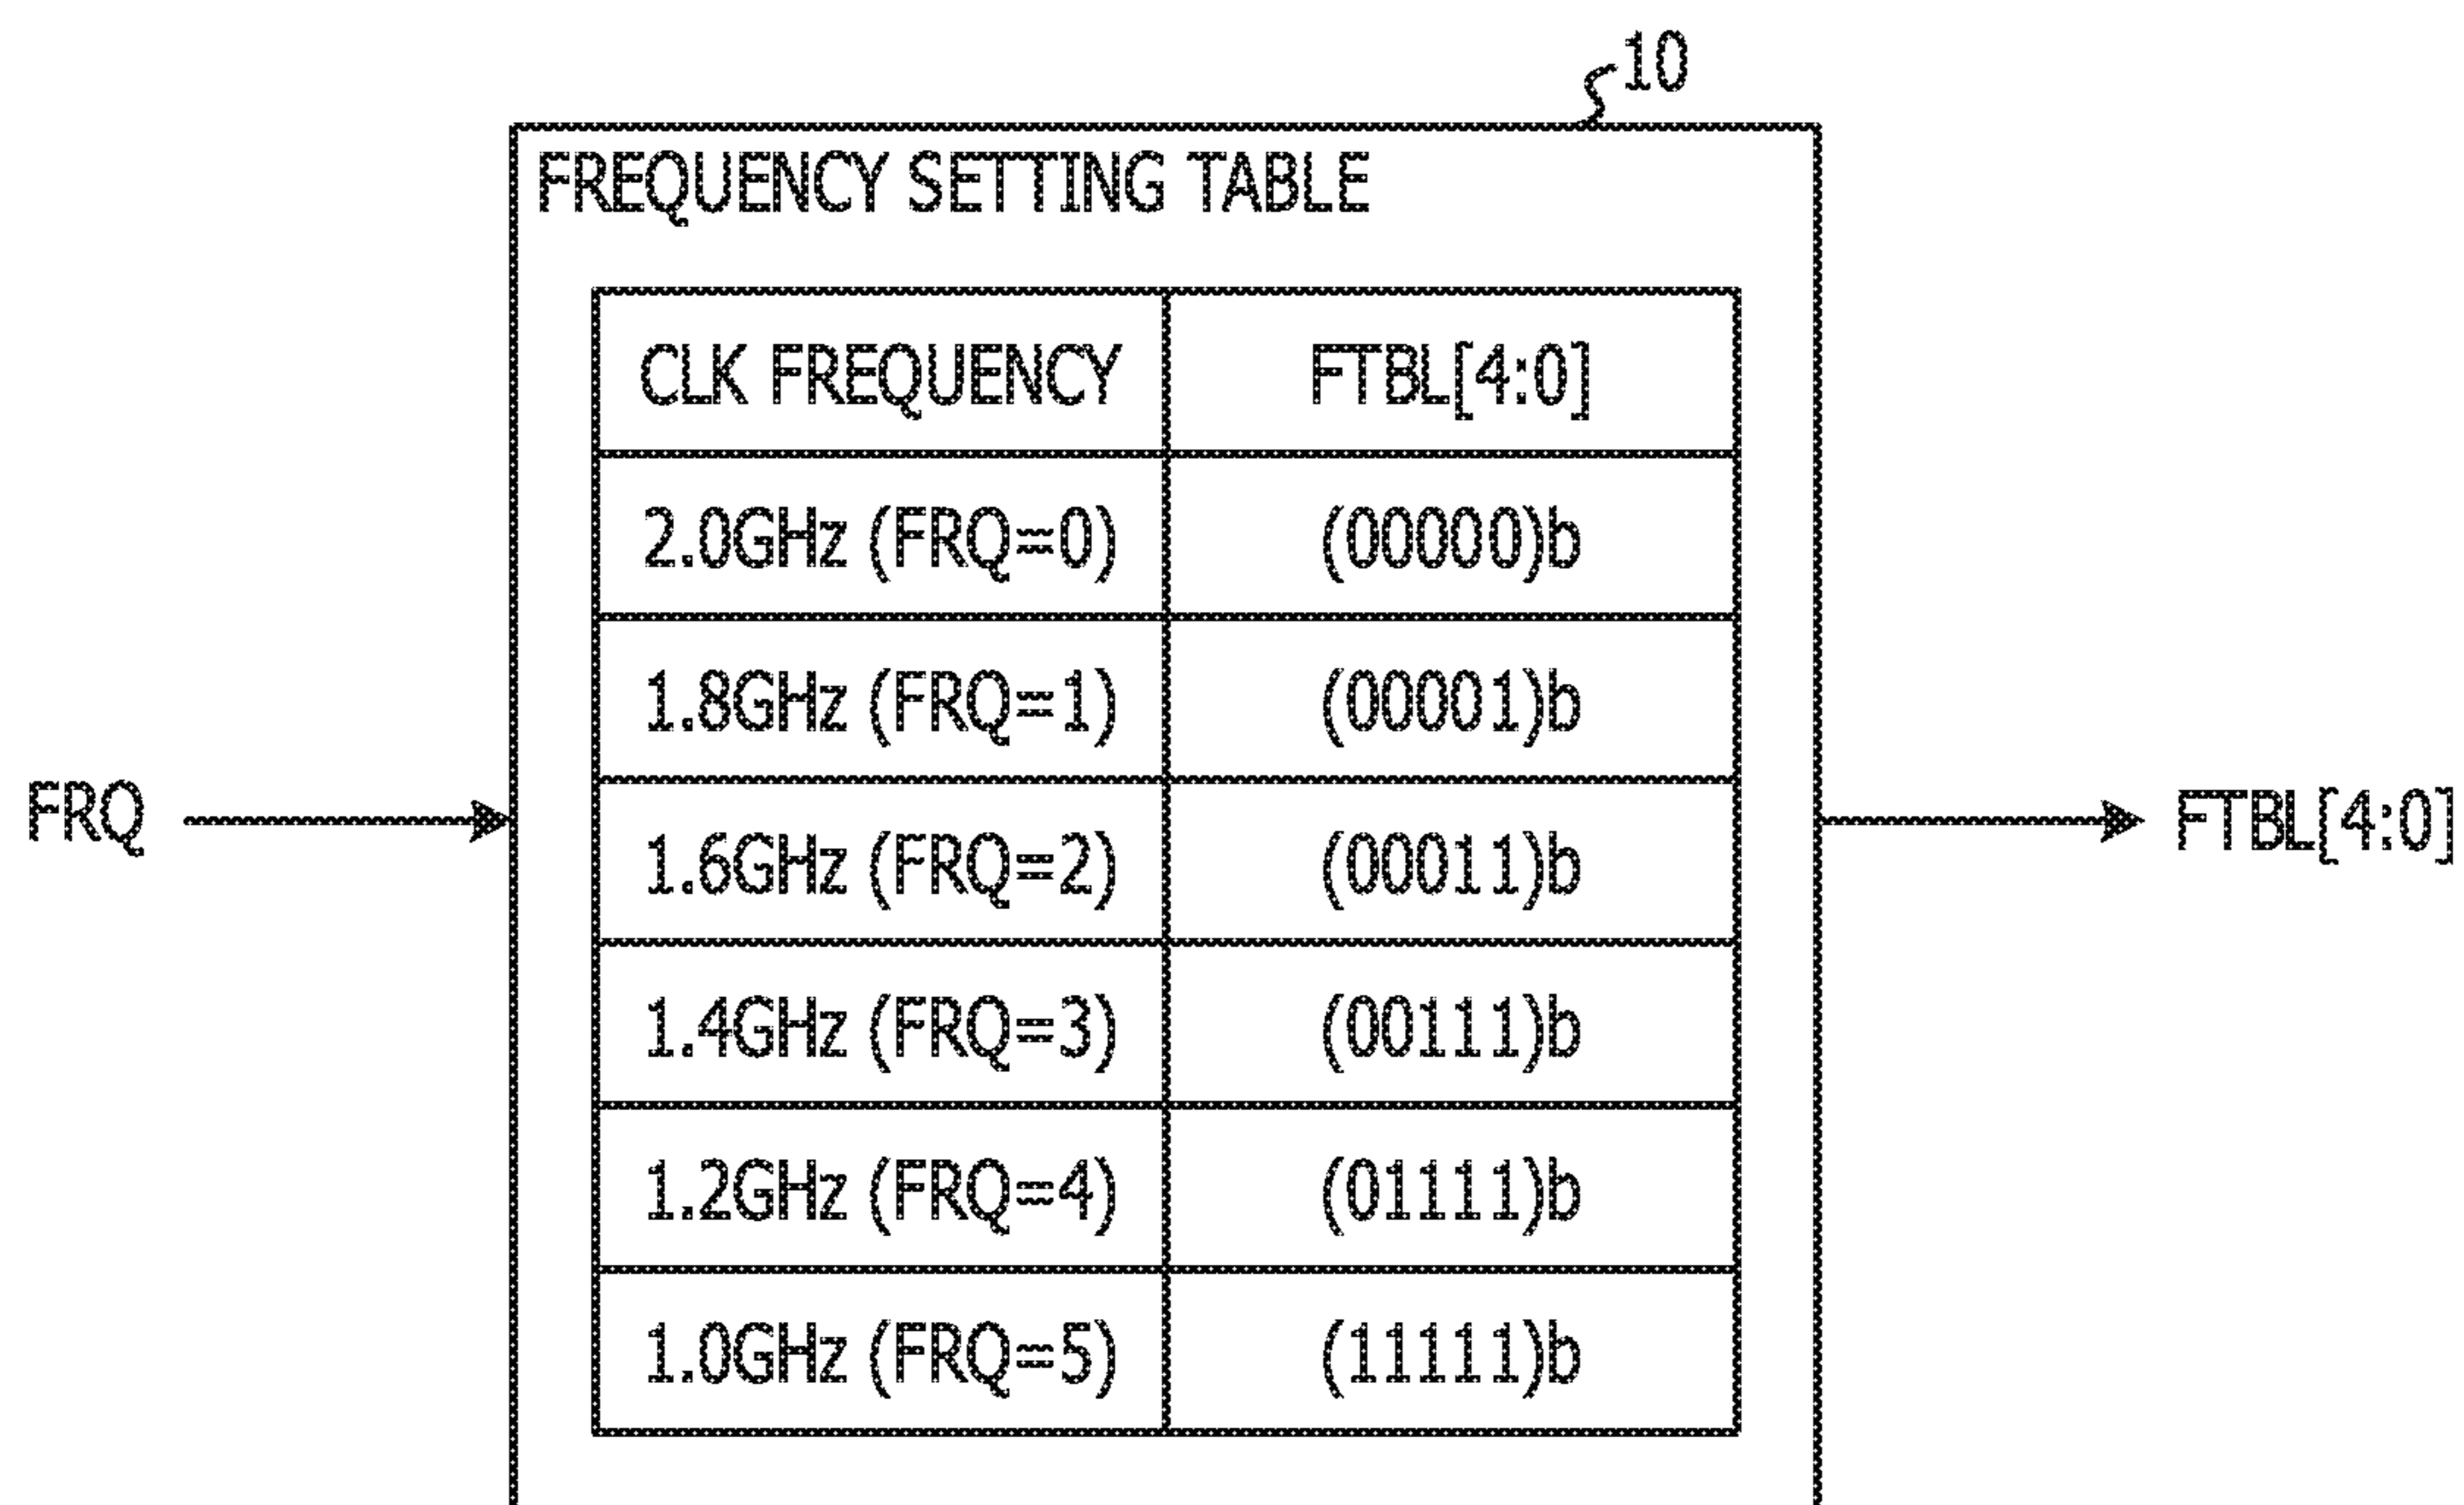 10
FREQUENCY SETTING TABLE
CLK FREQUENCY FTBL[4:0]
2.0GHz (FRQ=0) (00000)b
1.8GHz (FRQ=1) (00001)b
FRQ
1.6GHz (FRQ=2) (00011)b
FTBL[4:0]
1.4GHz (FRQ=3) (00111)b
1.2GHz (FRQ=4) (01111)b
1.0GHz (FRQ=5) (11111)b